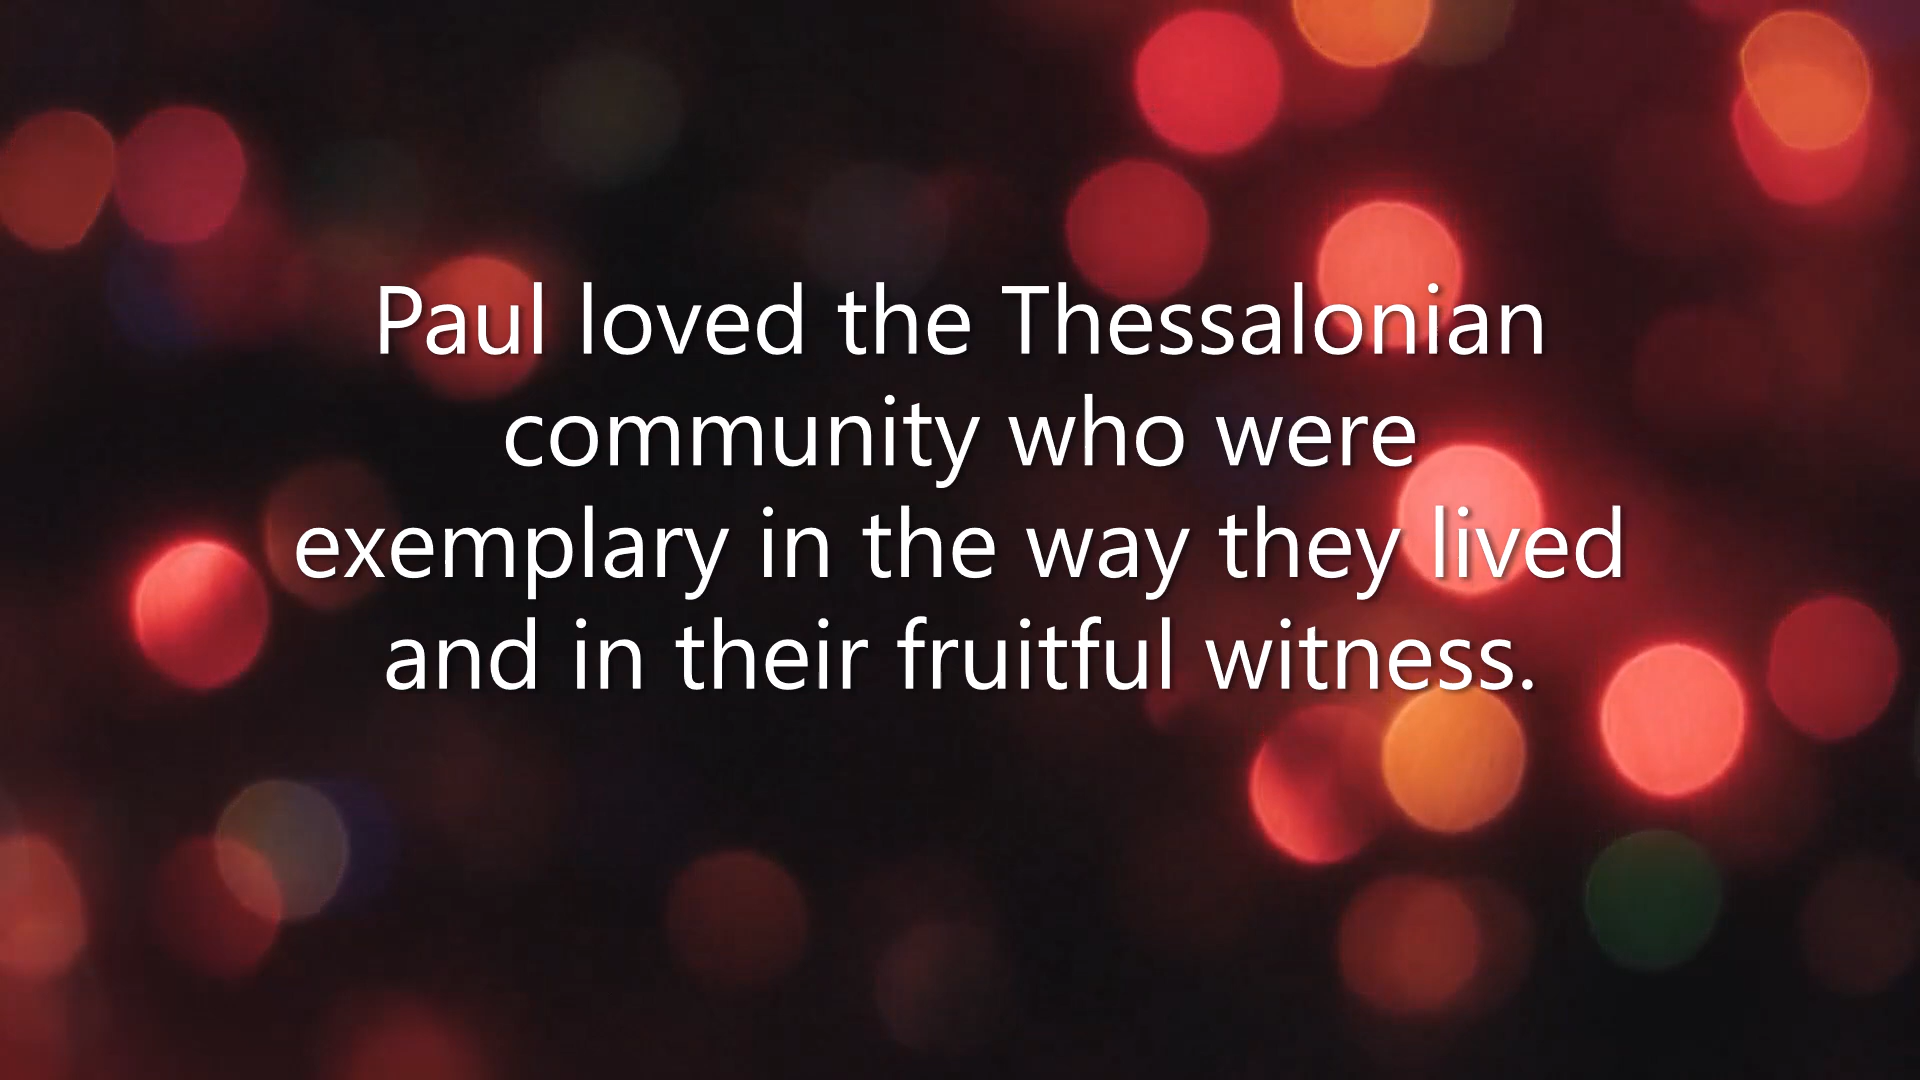 Paul loved the Thessalonian
community who were
exemplary in the way they lived
and in their fruitful witness.